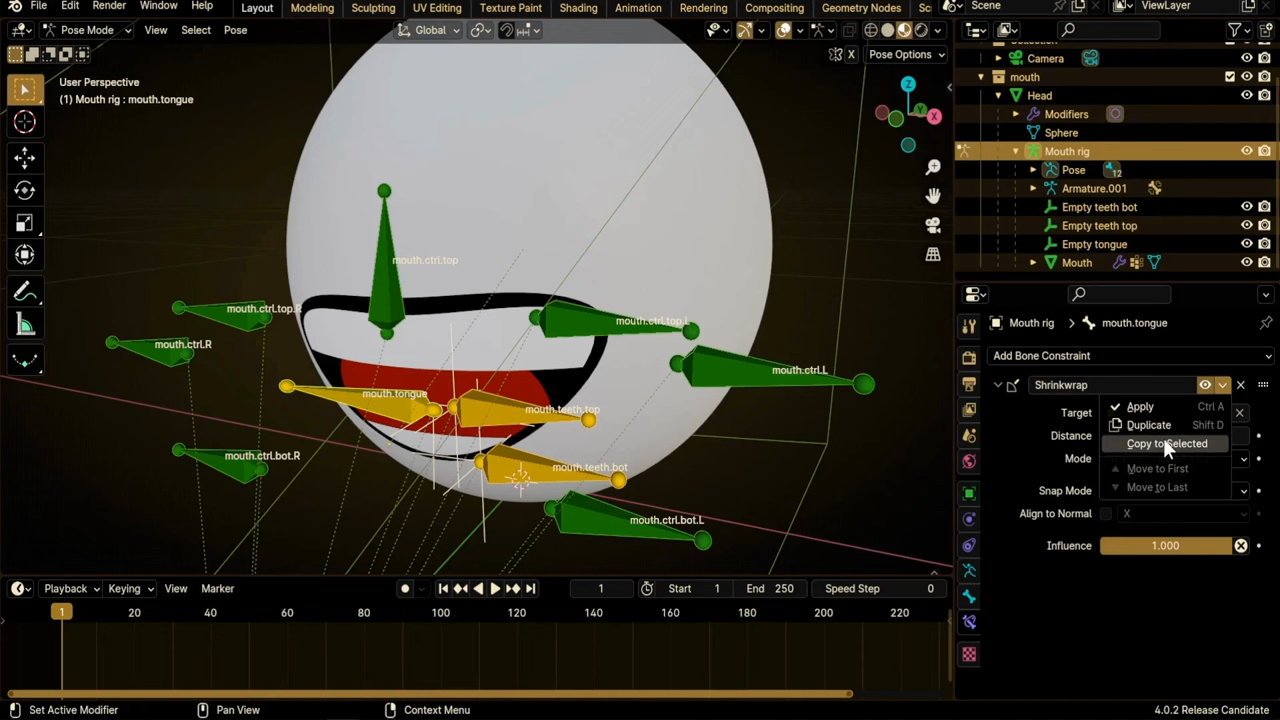 File Edit Render Window Help Layout Modeling Sculpting UV Editing Texture Paint Shading Animation Rendering Compositing Geometry Nodes Sc Scene ViewLayer
Pose Mode View Select Pose Global
X Pose Options
User Perspective
(1) Mouth rig : mouth.tongue
Z
Y
X
mouth.ctrl.top
mouth.ctrl.top.R
mouth.ctrl.top.L
mouth.ctrl.R
mouth.ctrl.L
mouth.tongue
mouth.teeth.top
mouth.ctrl.bot.R
mouth.teeth.bot
mouth.ctrl.bot.L
Camera
mouth
Head
Modifiers
Sphere
Mouth rig
Pose 12
Armature.001
Empty teeth bot
Empty teeth top
Empty tongue
Mouth
Mouth rig mouth.tongue
Add Bone Constraint
Shrinkwrap
Apply Ctrl A
Duplicate Shift D
Copy to Selected
Move to First
Move to Last
Target
Distance
Mode
Snap Mode
Align to Normal X
Influence 1.000
Playback Keying View Marker 1 Start 1 End 250 Speed Step 0
1 20 40 60 80 100 120 140 160 180 200 220
Set Active Modifier Pan View Context Menu 4.0.2 Release Candidate